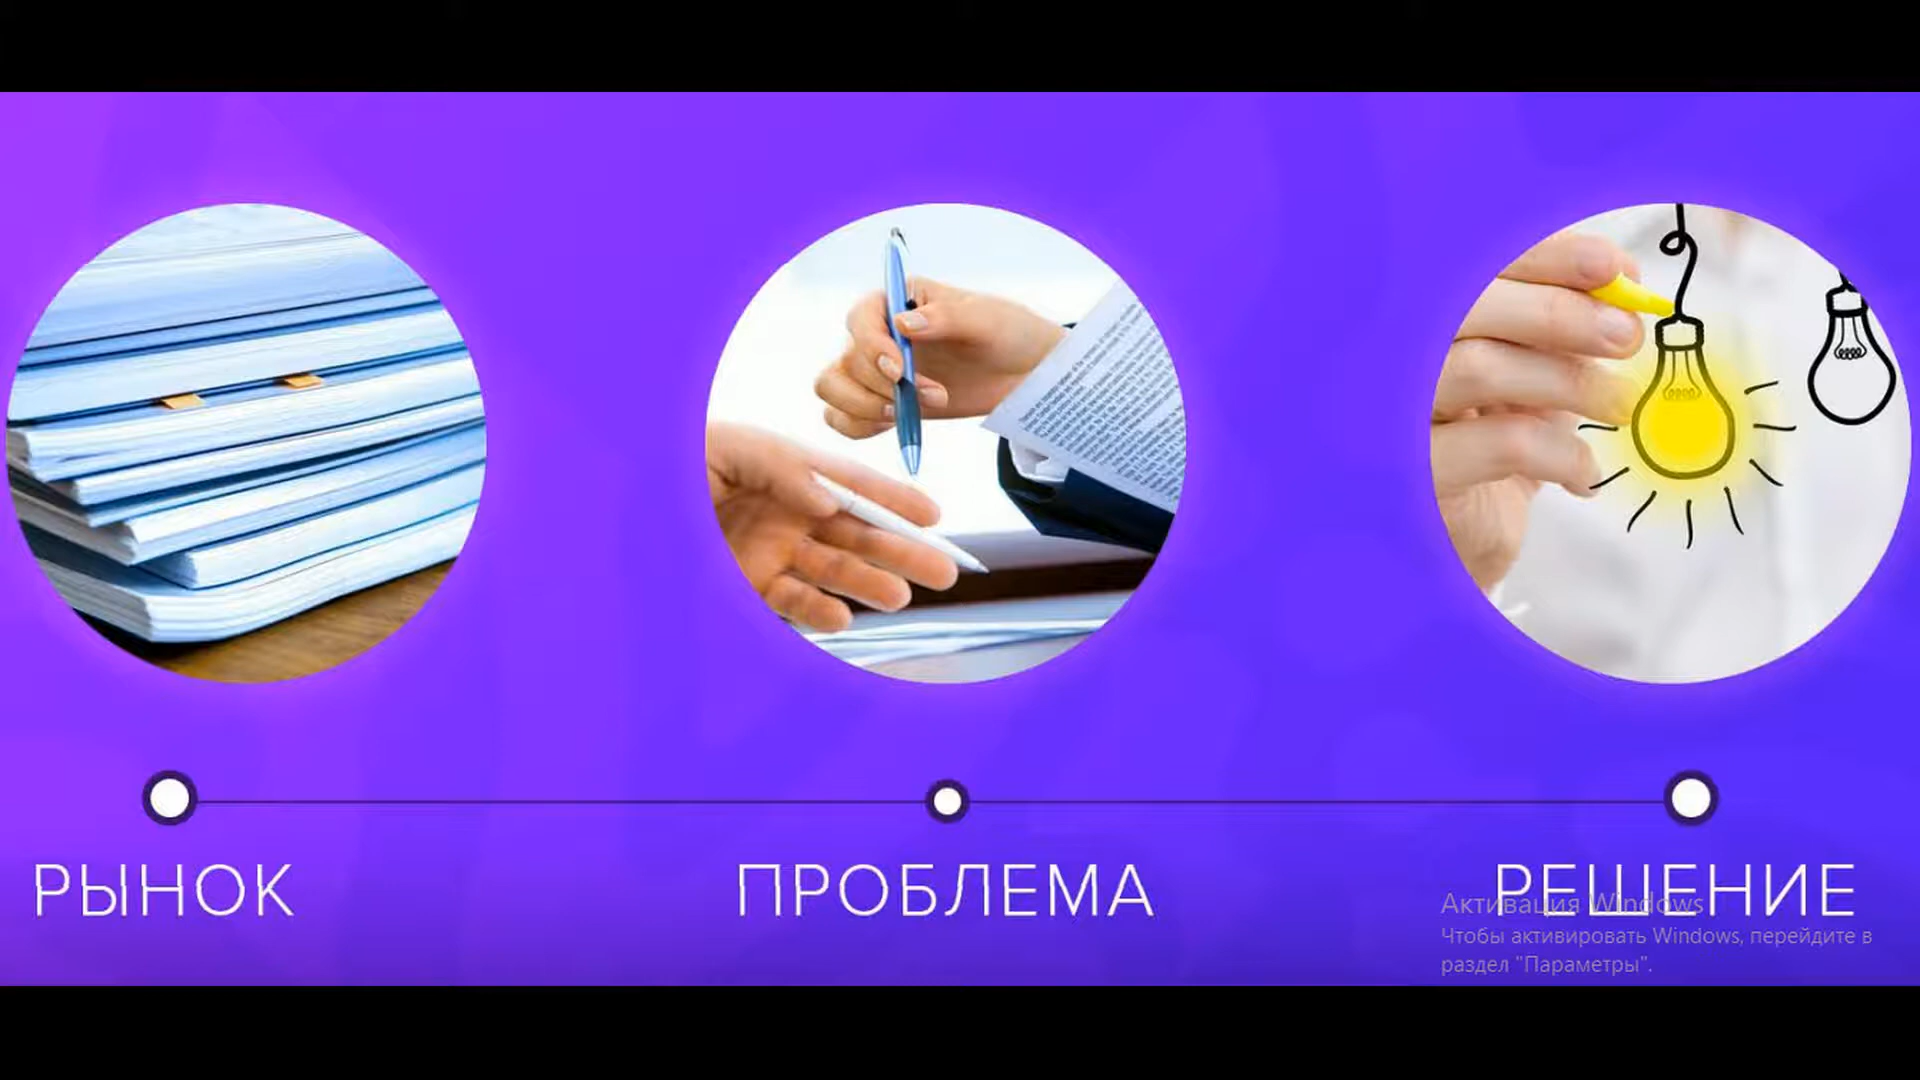 РЫНОК
ПРОБЛЕМА
РЕШЕНИЕ
Активация Windows
Чтобы активировать Windows, перейдите в
раздел "Параметры".